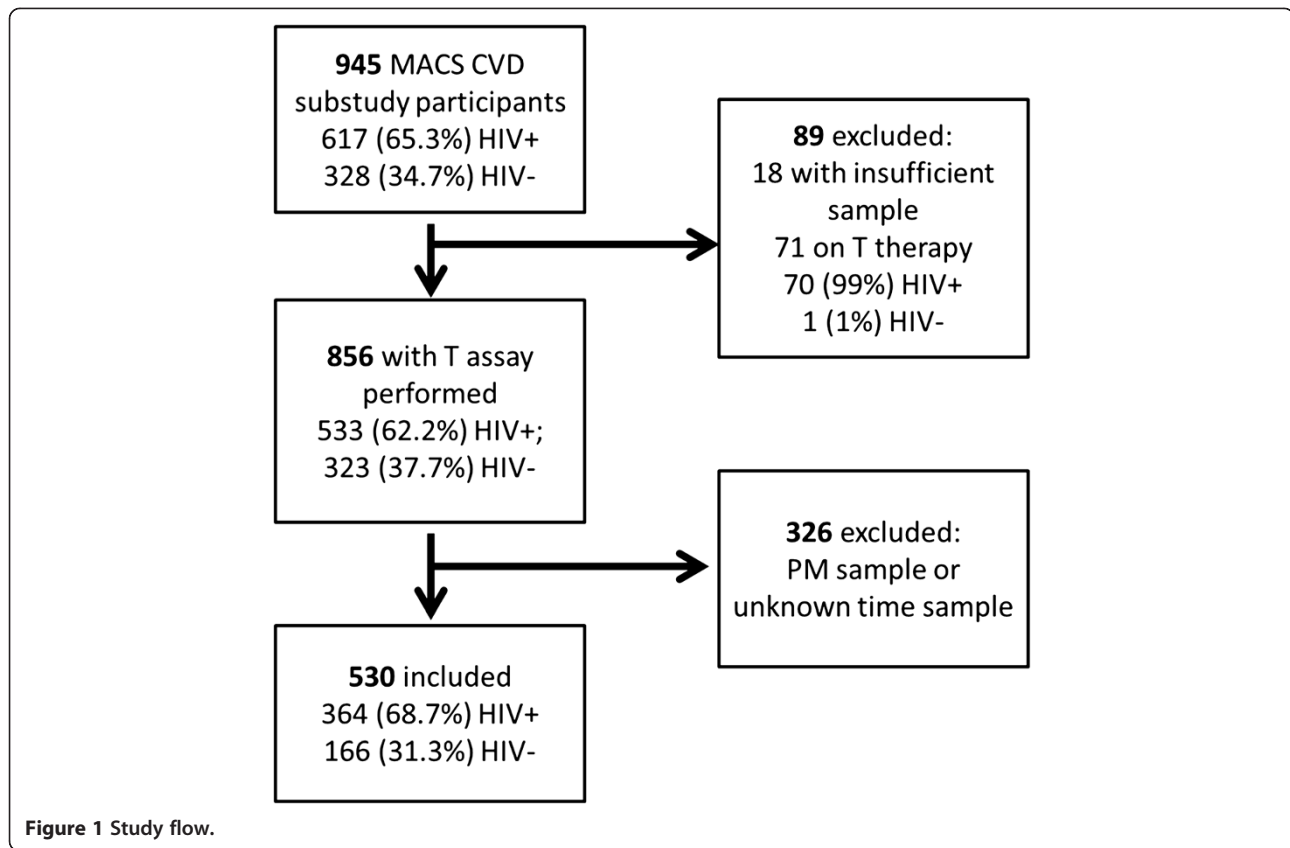 945 MACS CVD
substudy participants
617 (65.3%) HIV+
328 (34.7%) HIV-
89 excluded:
18 with insufficient
sample
71 on T therapy
70 (99%) HIV+
1 (1%) HIV-
856 with T assay
performed
533 (62.2%) HIV+;
323 (37.7%) HIV-
326 excluded:
PM sample or
unknown time sample
530 included
364 (68.7%) HIV+
166 (31.3%) HIV-
Figure 1 Study flow.